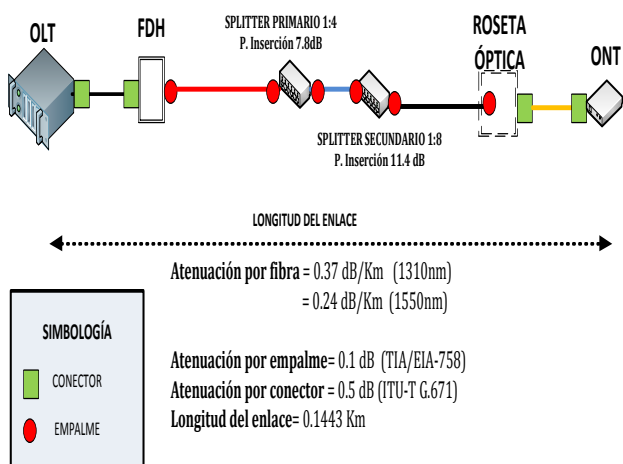 OLT
FDH
SPLITTER PRIMARIO 1:4
P. Inserción 7.8dB
ROSETA
ÓPTICA
ONT
SPLITTER SECUNDARIO 1:8
P. Inserción 11.4 dB
LONGITUD DEL ENLACE
Atenuación por fibra = 0.37 dB/Km (1310nm)
= 0.24 dB/Km (1550nm)
Atenuación por empalme= 0.1 dB (TIA/EIA-758)
Atenuación por conector = 0.5 dB (ITU-T G.671)
Longitud del enlace= 0.1443 Km
SIMBOLOGÍA
CONECTOR
EMPALME